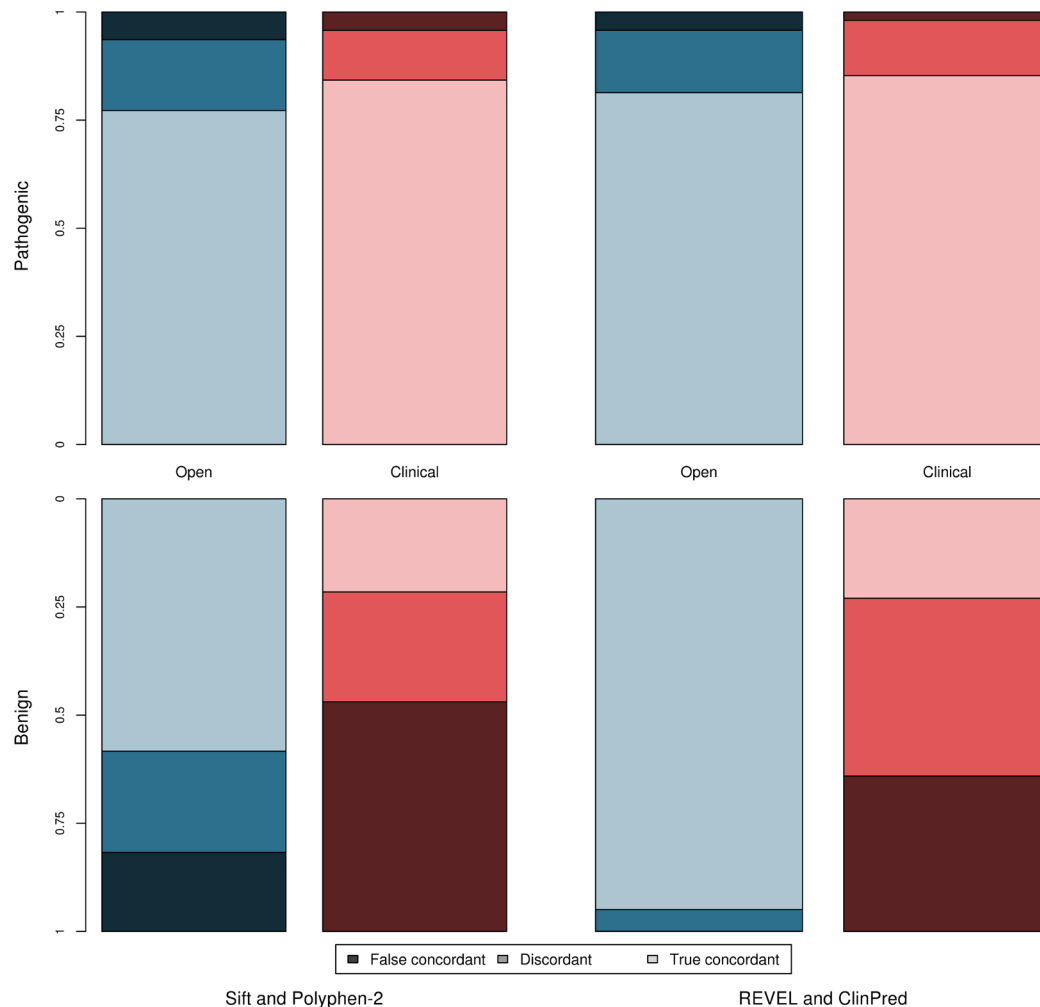 Pathogenic
1
0.75
0.5
0.25
0
Open Clinical Open Clinical
Benign
0
0.25
0.5
0.75
1
False concordant Discordant True concordant
Sift and Polyphen-2 REVEL and ClinPred